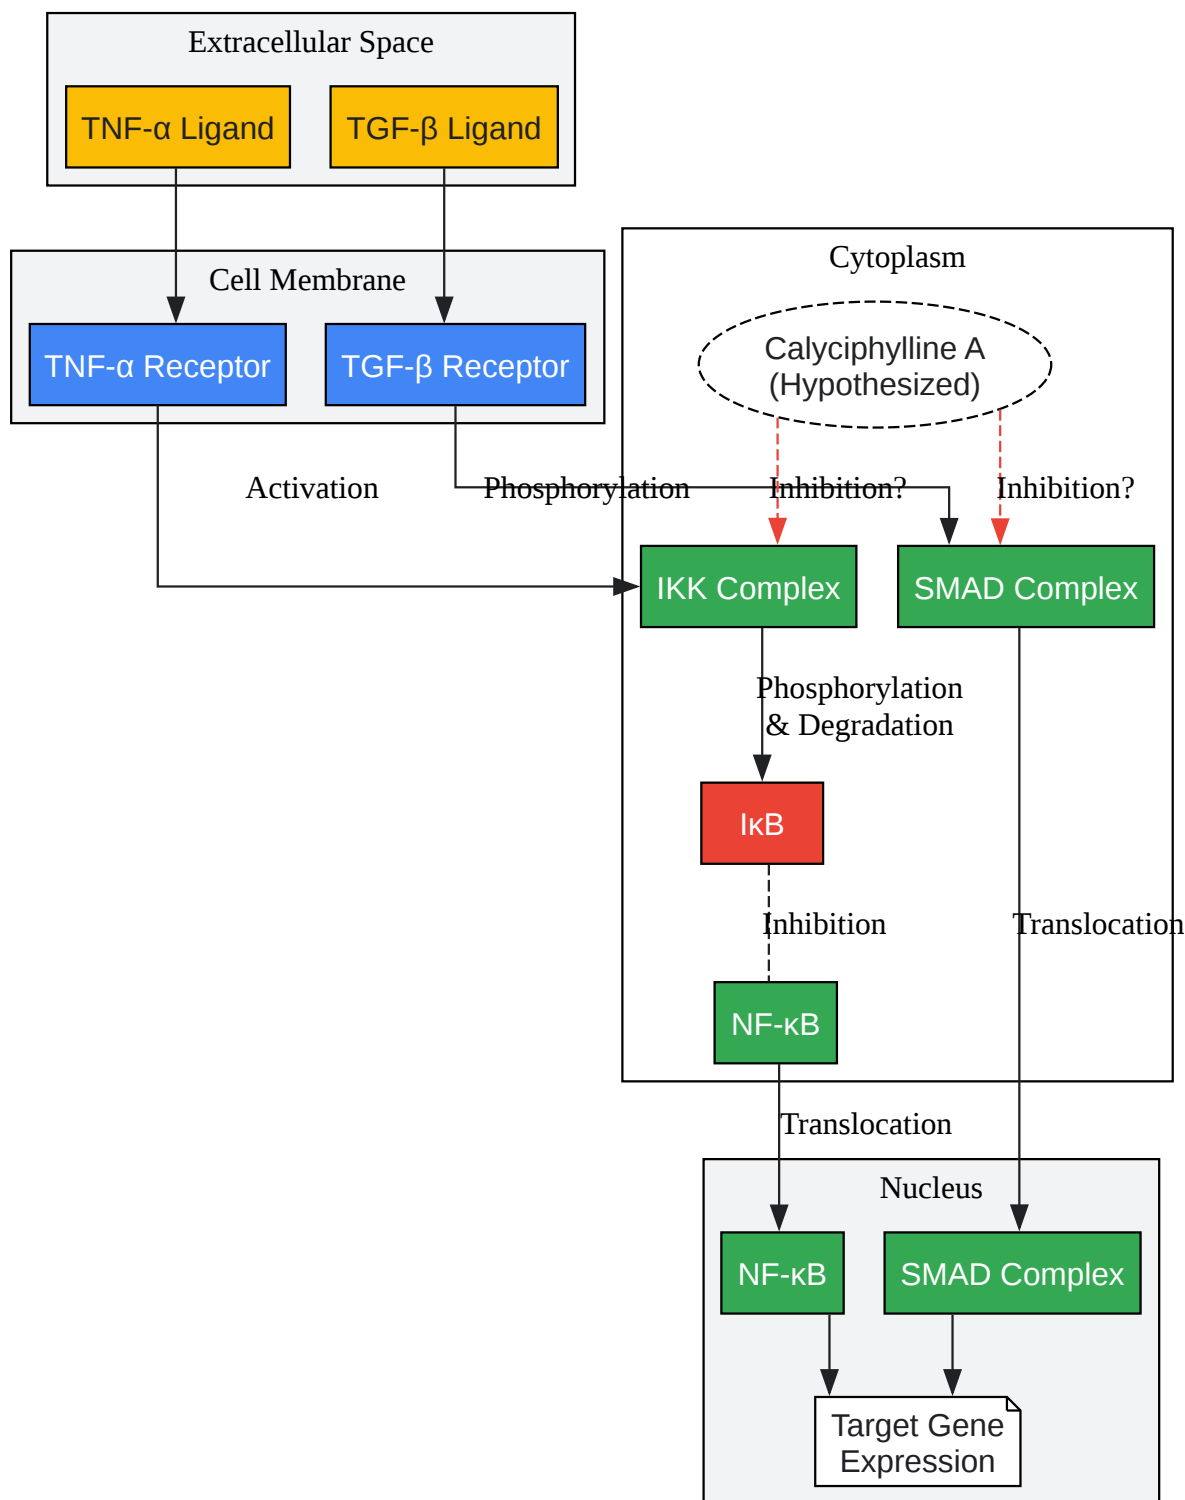 Extracellular Space
TNF-α Ligand
TGF-β Ligand
Cell Membrane
TNF-α Receptor
TGF-β Receptor
Cytoplasm
Calyciphylline A
(Hypothesized)
Activation
Phosphorylation
Inhibition?
Inhibition?
IKK Complex
SMAD Complex
Phosphorylation
& Degradation
IκB
Inhibition
Translocation
NF-κB
Translocation
Nucleus
NF-κB
SMAD Complex
Target Gene
Expression